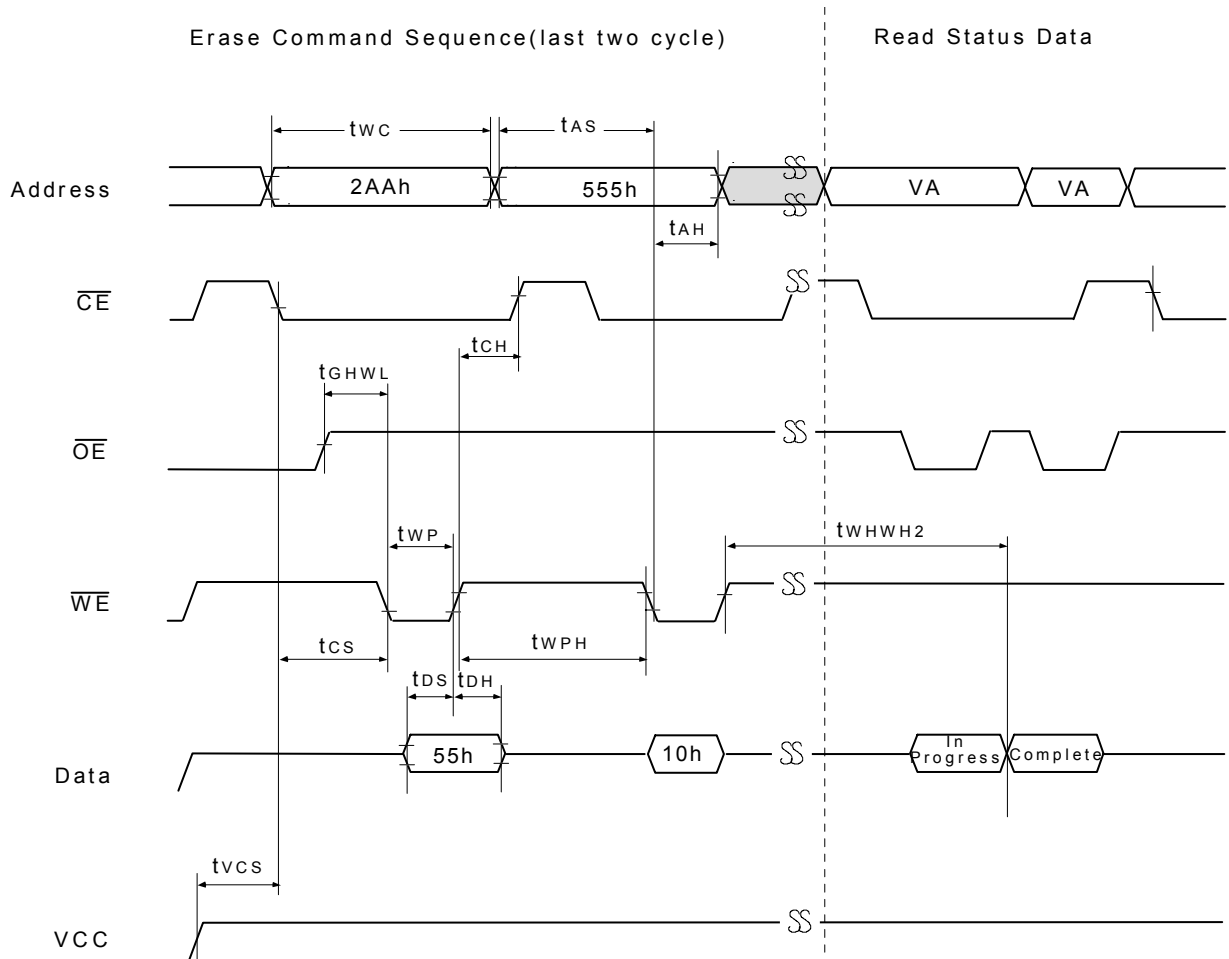 Erase Command Sequence(last two cycle) Read Status Data
tWC tAS
Address 2AAh 555h VA VA
tAH
CE
tCH
tGHWL
OE
tWP tWHWH2
WE
tCS tWPH
tDS tDH
Data 55h 10h In Progress Complete
tVCS
VCC